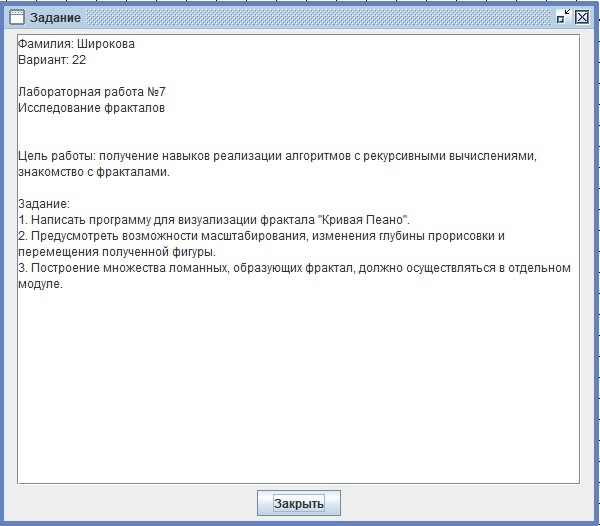 Задание
Фамилия: Широкова
Вариант: 22
Лабораторная работа №7
Исследование фракталов
Цель работы: получение навыков реализации алгоритмов с рекурсивными вычислениями,
знакомство с фракталами.
Задание:
1. Написать программу для визуализации фрактала "Кривая Пеано".
2. Предусмотреть возможности масштабирования, изменения глубины прорисовки и
перемещения полученной фигуры.
3. Построение множества ломанных, образующих фрактал, должно осуществляться в отдельном
модуле.
Закрыть